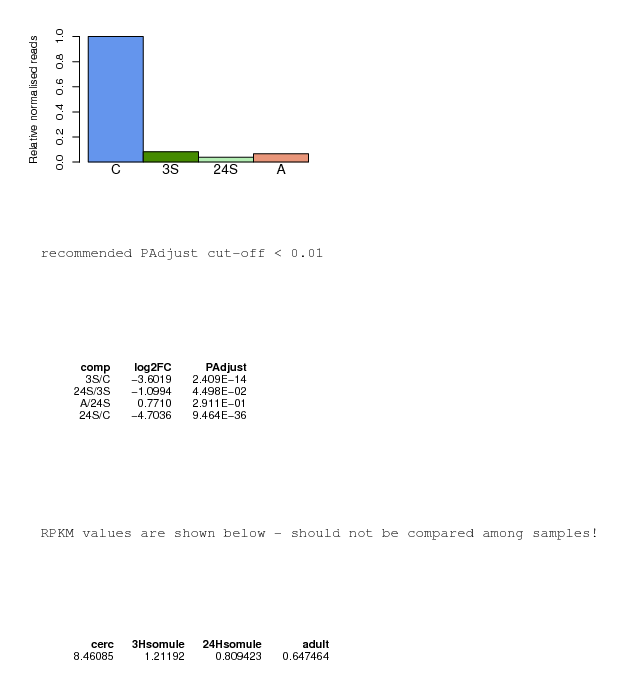 Relative normalised reads
1.0
0.8
0.6
0.4
0.2
0.0
C 3S 24S A
recommended PAdjust cut-off < 0.01
comp log2FC PAdjust
3S/C −3.6019 2.409E−14
24S/3S −1.0994 4.498E−02
A/24S 0.7710 2.911E−01
24S/C −4.7036 9.464E−36
RPKM values are shown below - should not be compared among samples!
cerc 3Hsomule 24Hsomule adult
8.46085 1.21192 0.809423 0.647464